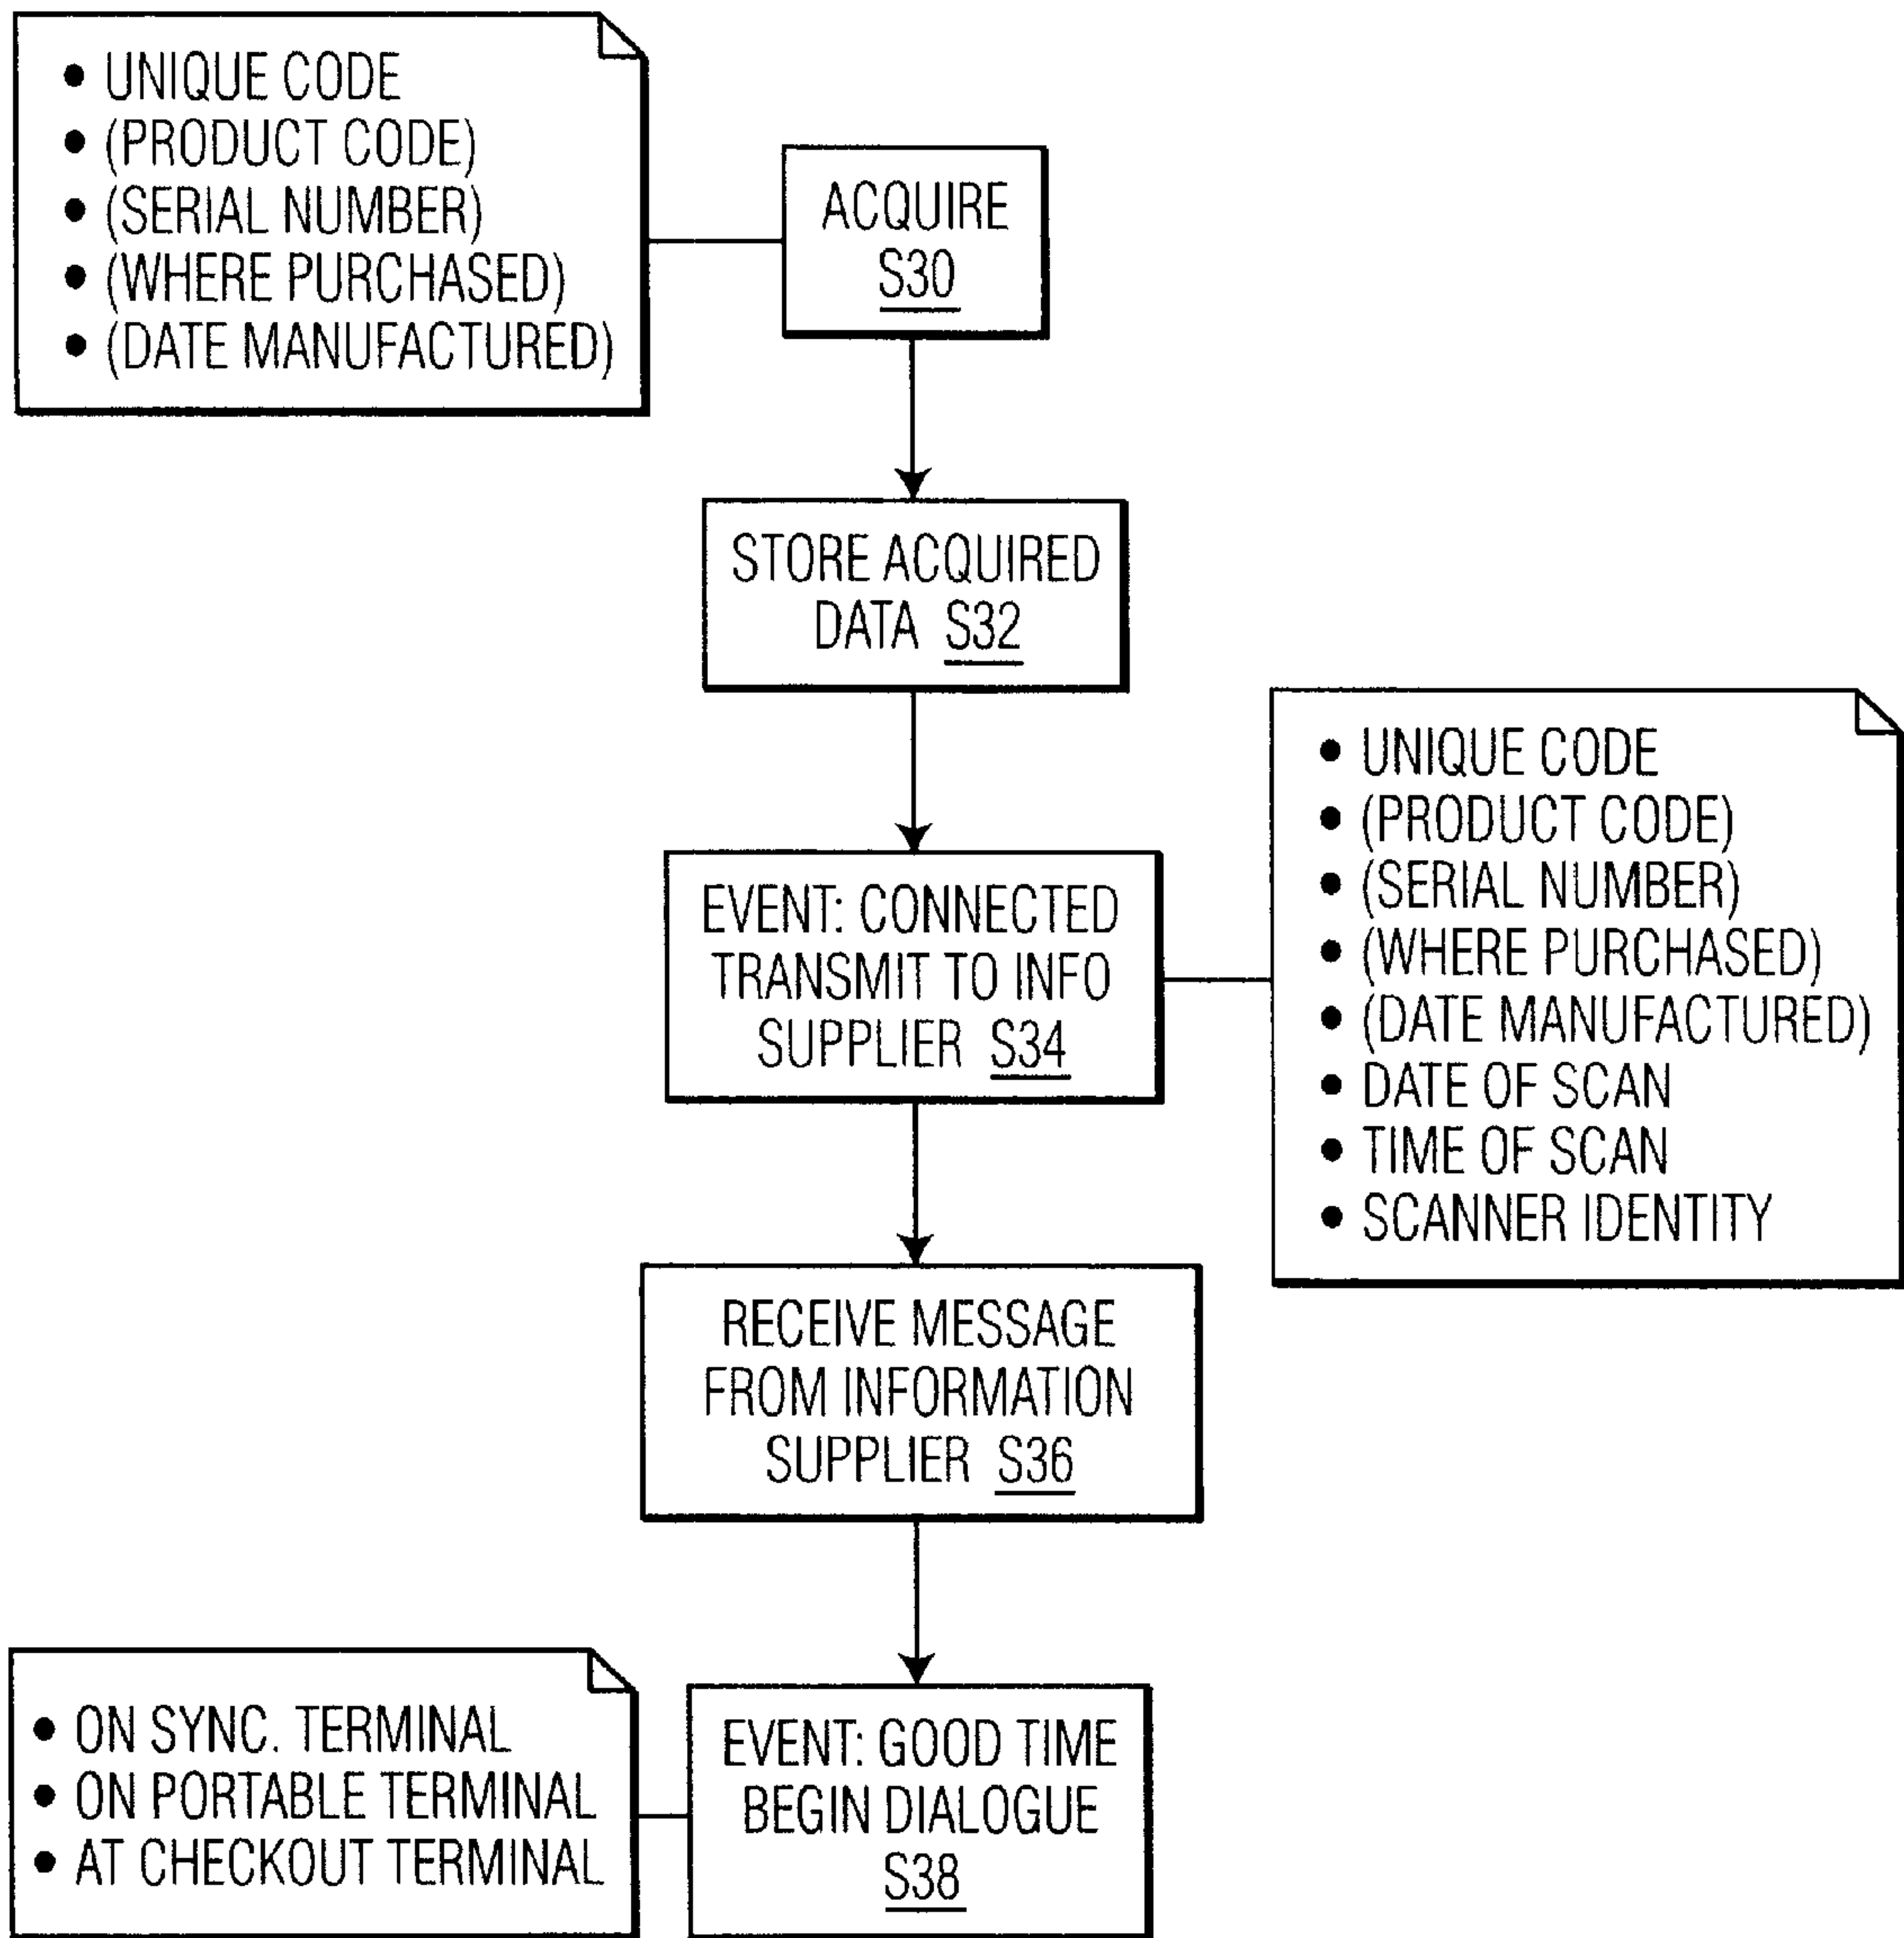 • UNIQUE CODE
• (PRODUCT CODE)
• (SERIAL NUMBER)
• (WHERE PURCHASED)
• (DATE MANUFACTURED)
ACQUIRE
S30
STORE ACQUIRED
DATA S32
EVENT: CONNECTED
TRANSMIT TO INFO
SUPPLIER S34
• UNIQUE CODE
• (PRODUCT CODE)
• (SERIAL NUMBER)
• (WHERE PURCHASED)
• (DATE MANUFACTURED)
• DATE OF SCAN
• TIME OF SCAN
• SCANNER IDENTITY
RECEIVE MESSAGE
FROM INFORMATION
SUPPLIER S36
• ON SYNC. TERMINAL
• ON PORTABLE TERMINAL
• AT CHECKOUT TERMINAL
EVENT: GOOD TIME
BEGIN DIALOGUE
S38